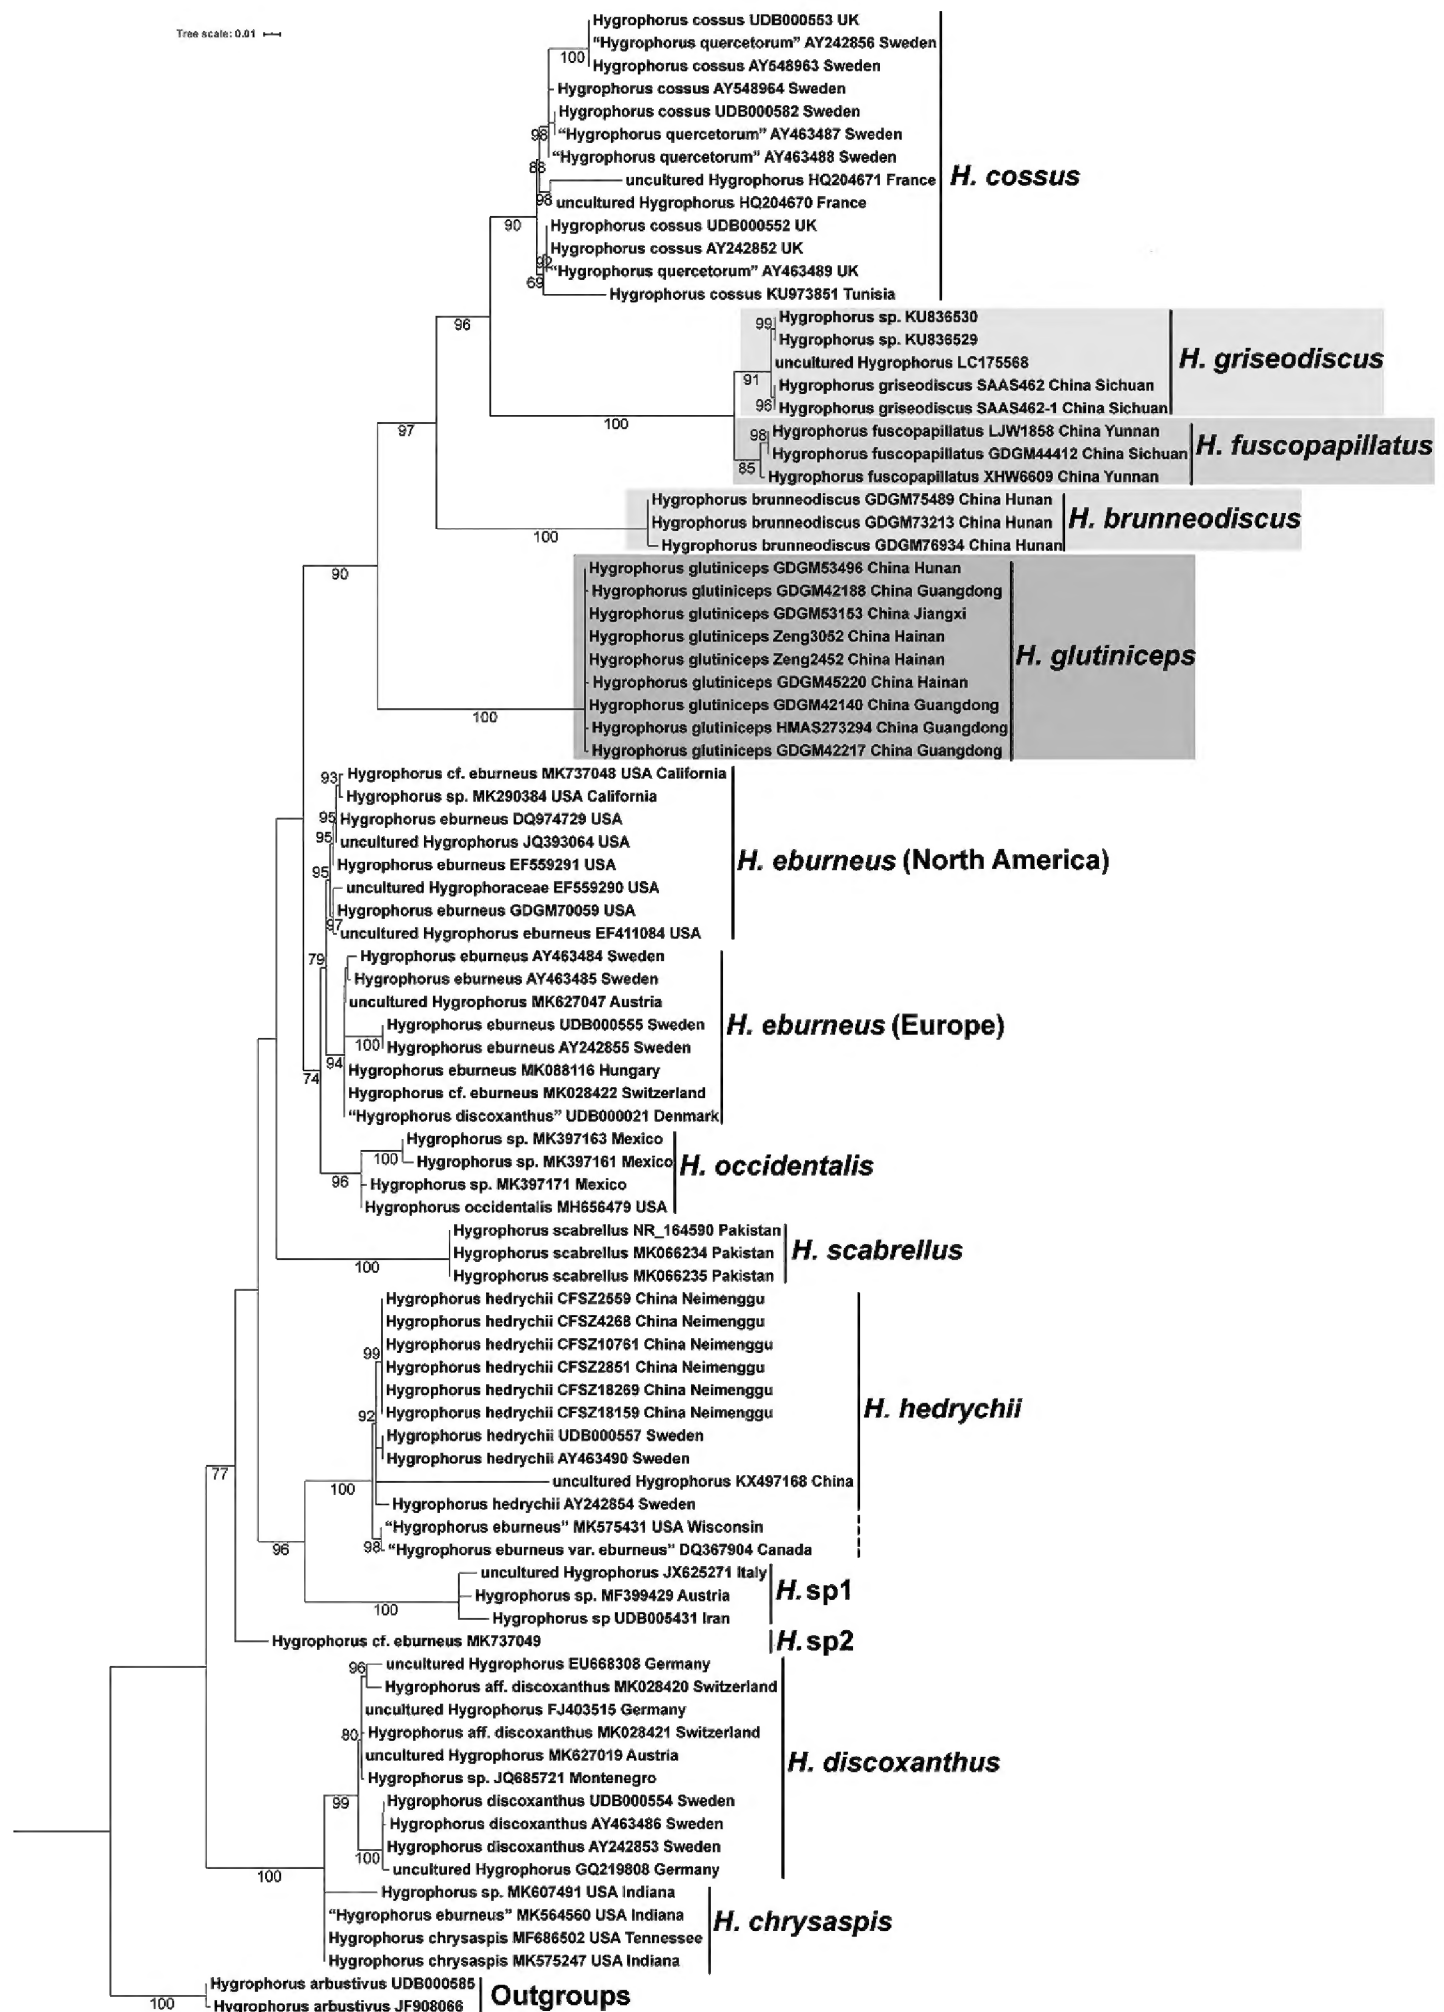 Tree scale: 0.01
Hygrophorus cossus UDB000553 UK
"Hygrophorus quercetorum" AY242856 Sweden
100
Hygrophorus cossus AY548963 Sweden
Hygrophorus cossus AY548964 Sweden
Hygrophorus cossus UDB000582 Sweden
98
"Hygrophorus quercetorum" AY463487 Sweden
"Hygrophorus quercetorum" AY463488 Sweden
88
uncultured Hygrophorus HQ204671 France
H. cossus
98
uncultured Hygrophorus HQ204670 France
90
Hygrophorus cossus UDB000552 UK
Hygrophorus cossus AY242852 UK
92
"Hygrophorus quercetorum" AY463489 UK
69
Hygrophorus cossus KU973851 Tunisia
96
99
Hygrophorus sp. KU836530
Hygrophorus sp. KU836529
uncultured Hygrophorus LC175568
H. griseodiscus
91
Hygrophorus griseodiscus SAAS462 China Sichuan
96
Hygrophorus griseodiscus SAAS462-1 China Sichuan
100
97
98
Hygrophorus fuscopapillatus LJW1858 China Yunnan
Hygrophorus fuscopapillatus GDGM44412 China Sichuan
H. fuscopapillatus
85
Hygrophorus fuscopapillatus XHW6609 China Yunnan
Hygrophorus brunneodiscus GDGM75489 China Hunan
Hygrophorus brunneodiscus GDGM73213 China Hunan
H. brunneodiscus
100
Hygrophorus brunneodiscus GDGM76934 China Hunan
90
Hygrophorus glutiniceps GDGM53496 China Hunan
Hygrophorus glutiniceps GDGM42188 China Guangdong
Hygrophorus glutiniceps GDGM53153 China Jiangxi
Hygrophorus glutiniceps Zeng3052 China Hainan
Hygrophorus glutiniceps Zeng2452 China Hainan
H. glutiniceps
Hygrophorus glutiniceps GDGM45220 China Hainan
Hygrophorus glutiniceps GDGM42140 China Guangdong
100
Hygrophorus glutiniceps HMAS273294 China Guangdong
Hygrophorus glutiniceps GDGM42217 China Guangdong
93
Hygrophorus cf. eburneus MK737048 USA California
Hygrophorus sp. MK290384 USA California
95
Hygrophorus eburneus DQ974729 USA
95
uncultured Hygrophorus JQ393064 USA
Hygrophorus eburneus EF559291 USA
H. eburneus (North America)
95
uncultured Hygrophoraceae EF559290 USA
Hygrophorus eburneus GDGM70059 USA
97
uncultured Hygrophorus eburneus EF411084 USA
79
Hygrophorus eburneus AY463484 Sweden
Hygrophorus eburneus AY463485 Sweden
uncultured Hygrophorus MK627047 Austria
Hygrophorus eburneus UDB000555 Sweden
H. eburneus (Europe)
100
Hygrophorus eburneus AY242855 Sweden
94
Hygrophorus eburneus MK088116 Hungary
74
Hygrophorus cf. eburneus MK028422 Switzerland
"Hygrophorus discoxanthus" UDB000021 Denmark
Hygrophorus sp. MK397163 Mexico
100
Hygrophorus sp. MK397161 Mexico
H. occidentalis
96
Hygrophorus sp. MK397171 Mexico
Hygrophorus occidentalis MH656479 USA
Hygrophorus scabrellus NR_164590 Pakistan
Hygrophorus scabrellus MK066234 Pakistan
H. scabrellus
100
Hygrophorus scabrellus MK066235 Pakistan
Hygrophorus hedrychii CFSZ2559 China Neimenggu
Hygrophorus hedrychii CFSZ4268 China Neimenggu
Hygrophorus hedrychii CFSZ10761 China Neimenggu
99
Hygrophorus hedrychii CFSZ2851 China Neimenggu
Hygrophorus hedrychii CFSZ18269 China Neimenggu
92
Hygrophorus hedrychii CFSZ18159 China Neimenggu
H. hedrychii
Hygrophorus hedrychii UDB000557 Sweden
Hygrophorus hedrychii AY463490 Sweden
77
100
uncultured Hygrophorus KX497168 China
Hygrophorus hedrychii AY242854 Sweden
"Hygrophorus eburneus" MK575431 USA Wisconsin
96
98
"Hygrophorus eburneus var. eburneus" DQ367904 Canada
uncultured Hygrophorus JX625271 Italy
Hygrophorus sp. MF399429 Austria
H. sp1
100
Hygrophorus sp UDB005431 Iran
Hygrophorus cf. eburneus MK737049
H. sp2
96
uncultured Hygrophorus EU668308 Germany
Hygrophorus aff. discoxanthus MK028420 Switzerland
uncultured Hygrophorus FJ403515 Germany
80
Hygrophorus aff. discoxanthus MK028421 Switzerland
uncultured Hygrophorus MK627019 Austria
H. discoxanthus
Hygrophorus sp. JQ685721 Montenegro
99
Hygrophorus discoxanthus UDB000554 Sweden
Hygrophorus discoxanthus AY463486 Sweden
Hygrophorus discoxanthus AY242853 Sweden
100
uncultured Hygrophorus GQ219808 Germany
100
Hygrophorus sp. MK607491 USA Indiana
"Hygrophorus eburneus" MK564560 USA Indiana
H. chrysaspis
Hygrophorus chrysaspis MF686502 USA Tennessee
Hygrophorus chrysaspis MK575247 USA Indiana
Hygrophorus arbustivus UDB000585
Outgroups
100
Hygrophorus arbustivus JF908066